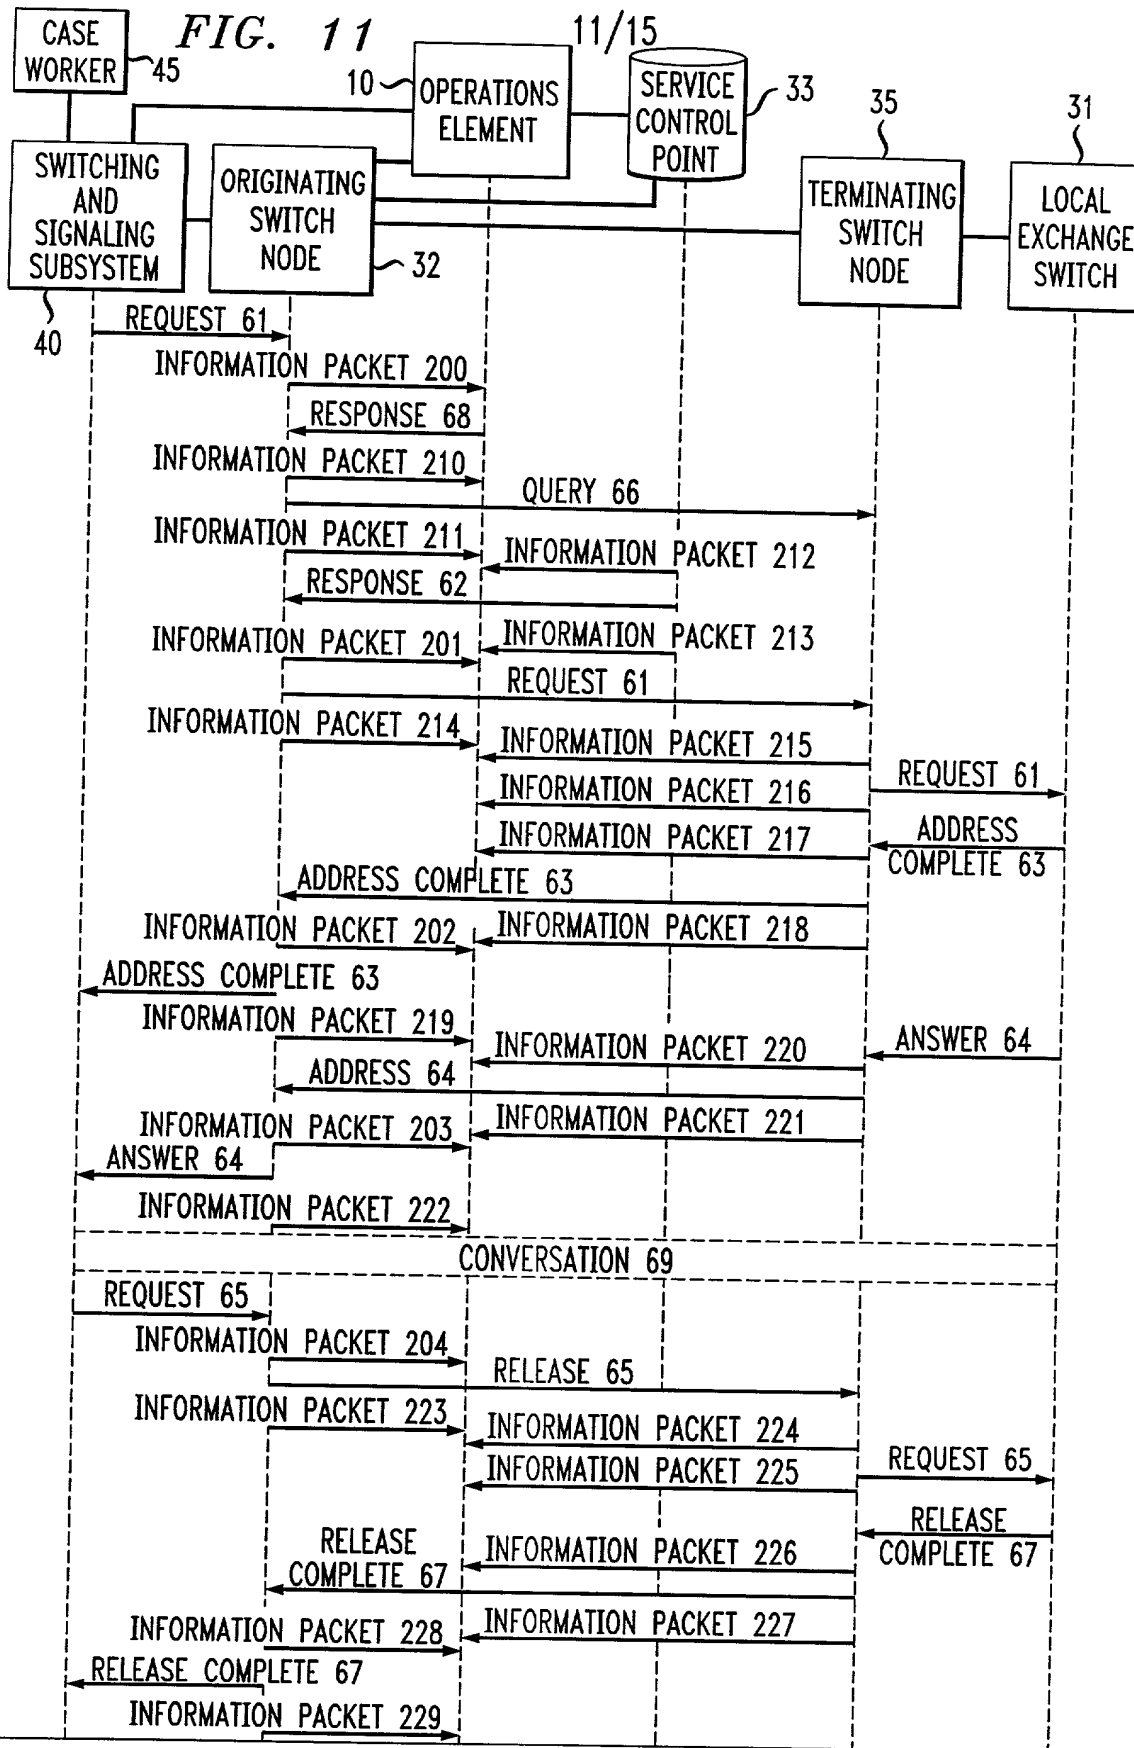 FIG. 11
11/15
CASE
WORKER
45
10
OPERATIONS
ELEMENT
SERVICE
CONTROL
POINT
33
35
31
SWITCHING
AND
SIGNALING
SUBSYSTEM
40
ORIGINATING
SWITCH
NODE
32
TERMINATING
SWITCH
NODE
LOCAL
EXCHANGE
SWITCH
REQUEST 61
INFORMATION PACKET 200
RESPONSE 68
INFORMATION PACKET 210
QUERY 66
INFORMATION PACKET 211
INFORMATION PACKET 212
RESPONSE 62
INFORMATION PACKET 201
INFORMATION PACKET 213
REQUEST 61
INFORMATION PACKET 214
INFORMATION PACKET 215
REQUEST 61
INFORMATION PACKET 216
INFORMATION PACKET 217
ADDRESS
COMPLETE 63
ADDRESS COMPLETE 63
INFORMATION PACKET 202
INFORMATION PACKET 218
ADDRESS COMPLETE 63
INFORMATION PACKET 219
INFORMATION PACKET 220
ANSWER 64
ADDRESS 64
INFORMATION PACKET 203
INFORMATION PACKET 221
ANSWER 64
INFORMATION PACKET 222
CONVERSATION 69
REQUEST 65
INFORMATION PACKET 204
RELEASE 65
INFORMATION PACKET 223
INFORMATION PACKET 224
REQUEST 65
INFORMATION PACKET 225
RELEASE
COMPLETE 67
RELEASE
COMPLETE 67
INFORMATION PACKET 226
INFORMATION PACKET 228
INFORMATION PACKET 227
RELEASE COMPLETE 67
INFORMATION PACKET 229